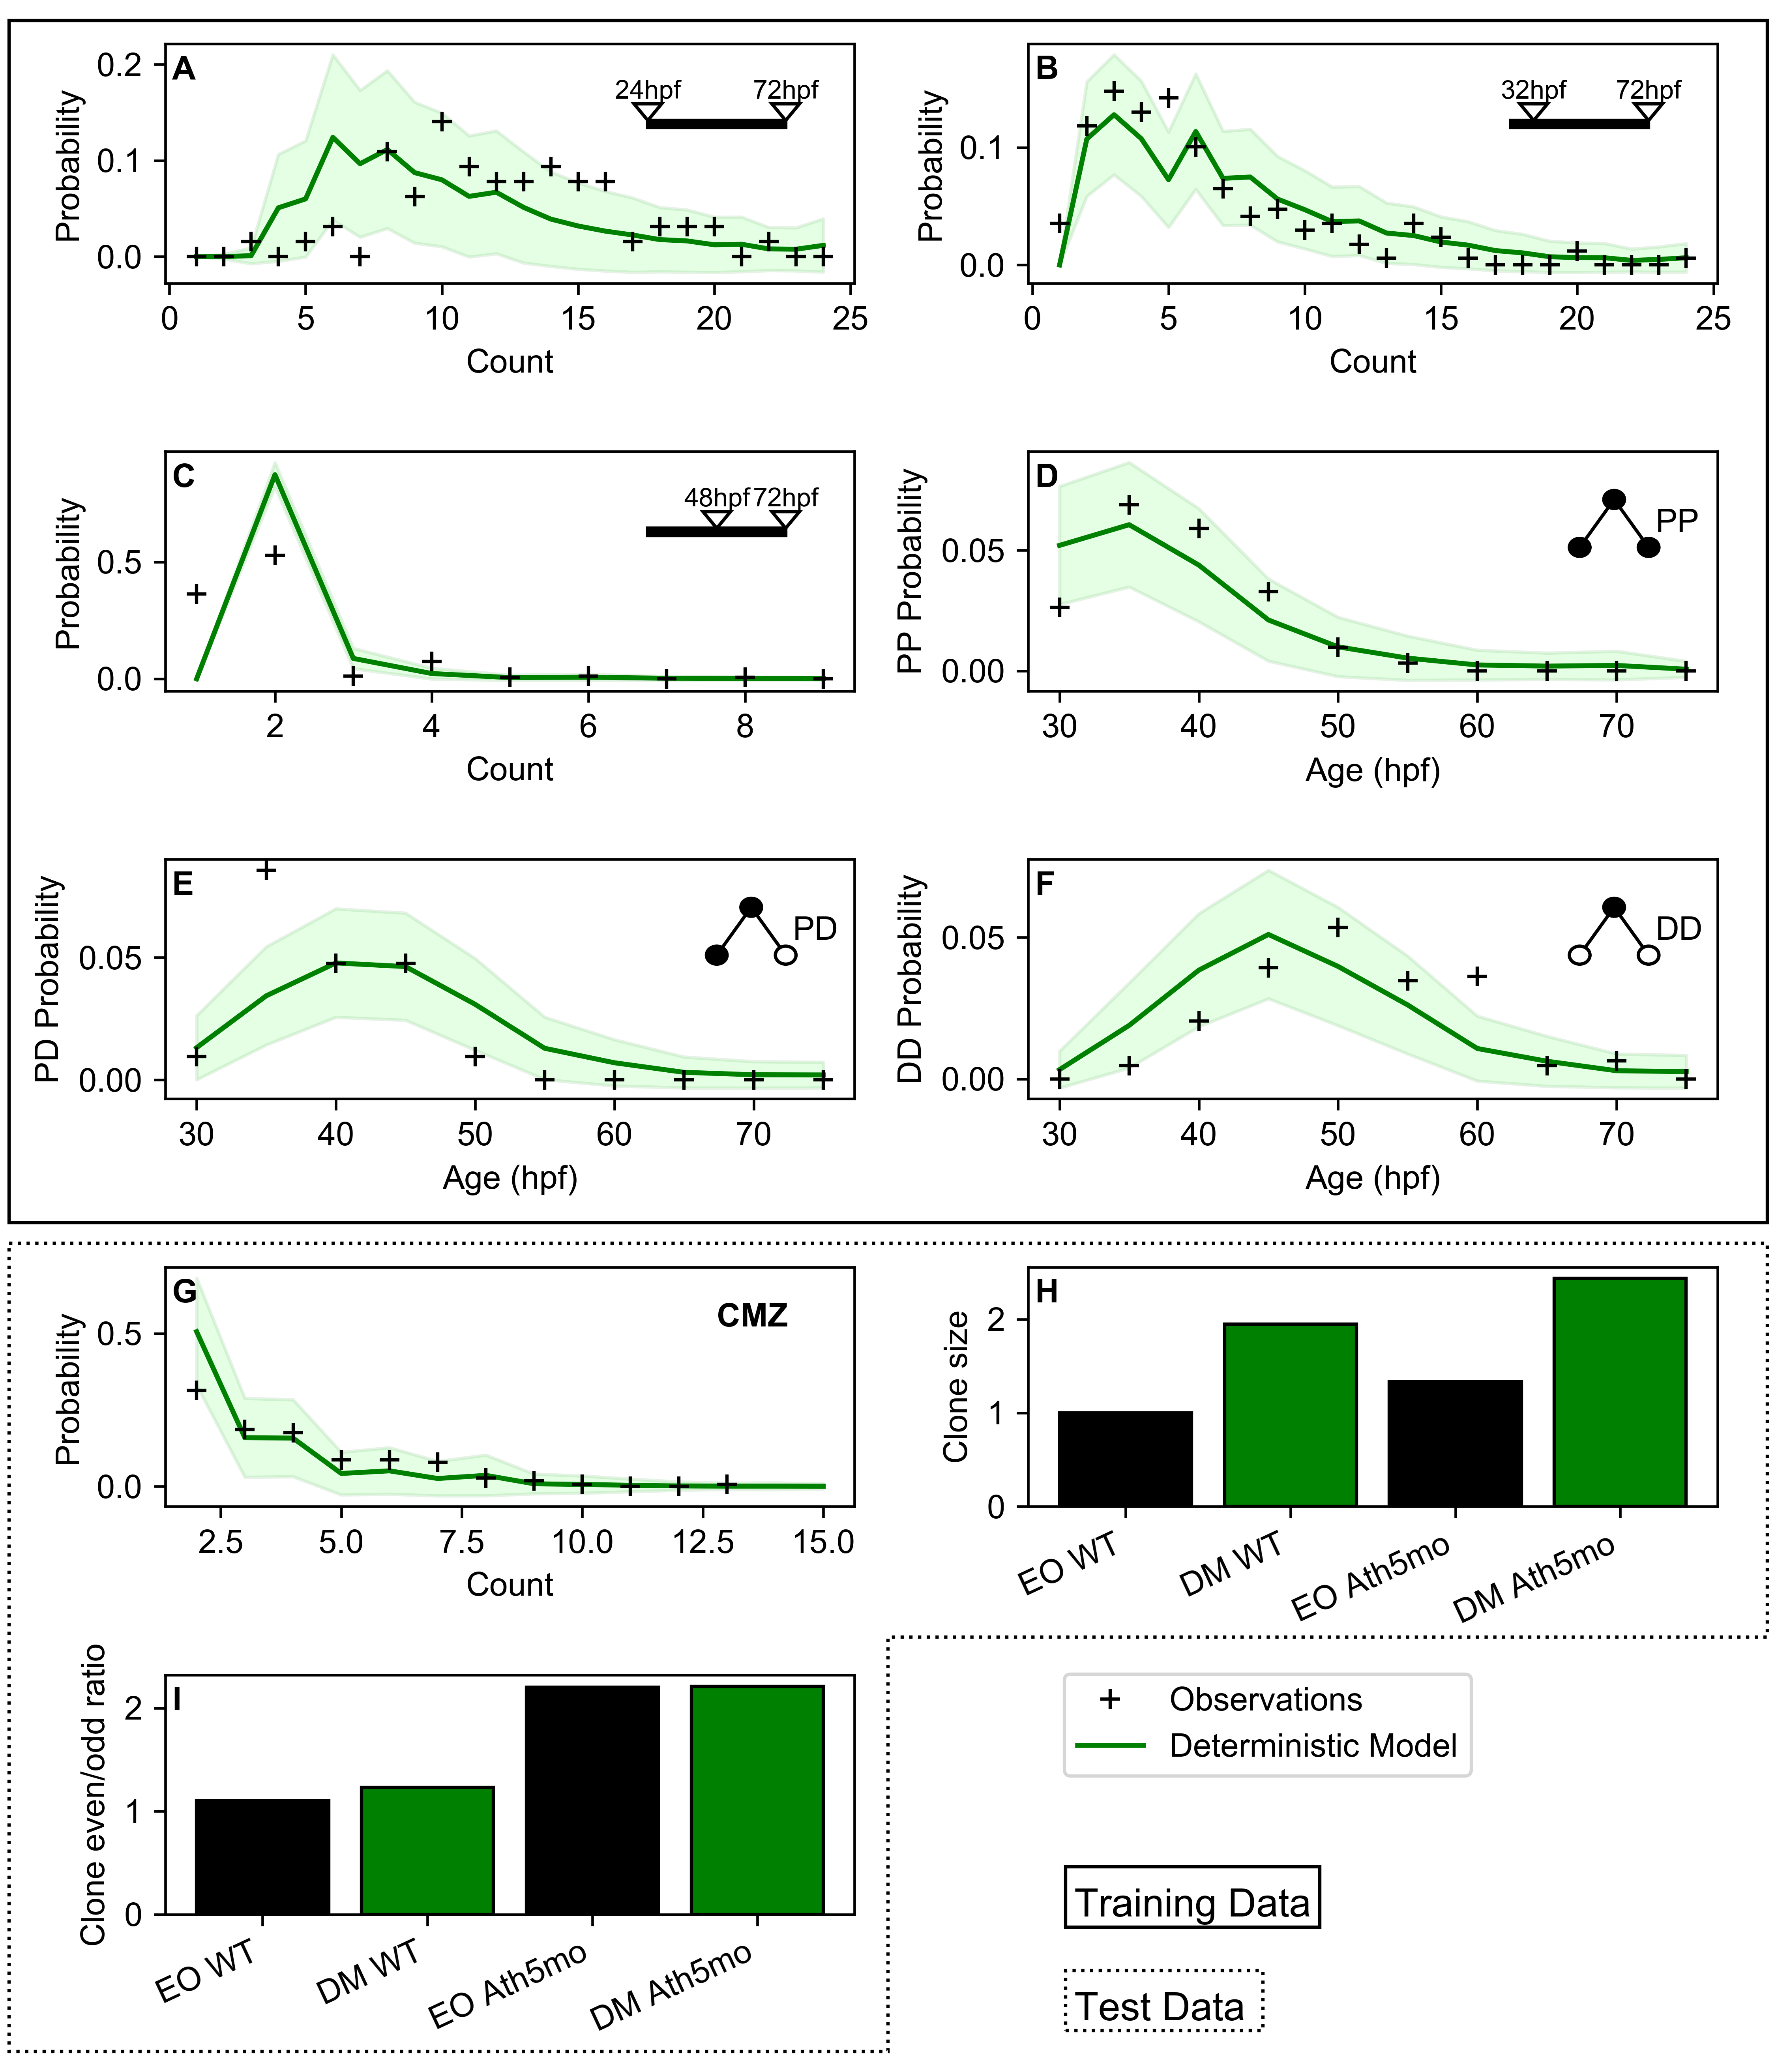 A
24hpf 72hpf
Probability
0.2
0.1
0.0
0 5 10 15 20 25
Count
B
32hpf 72hpf
Probability
0.1
0.0
0 5 10 15 20 25
Count
C
48hpf 72hpf
Probability
0.5
0.0
2 4 6 8
Count
D
PP
PP Probability
0.05
0.00
30 40 50 60 70
Age (hpf)
E
PD
PD Probability
0.05
0.00
30 40 50 60 70
Age (hpf)
F
DD
DD Probability
0.05
0.00
30 40 50 60 70
Age (hpf)
G
CMZ
Probability
0.5
0.0
2.5 5.0 7.5 10.0 12.5 15.0
Count
H
Clone size
2
1
0
EO WT
DM WT
EO Ath5mo
DM Ath5mo
I
Clone even/odd ratio
2
1
0
EO WT
DM WT
EO Ath5mo
DM Ath5mo
Observations
Deterministic Model
Training Data
Test Data